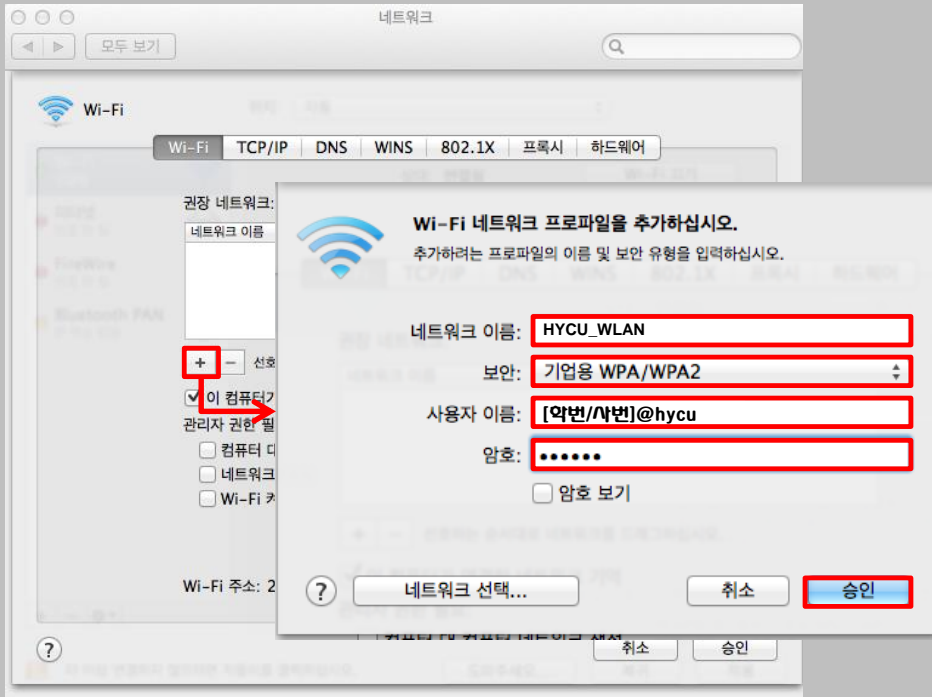 네트워크
모두 보기
Wi-Fi
Wi-Fi TCP/IP DNS WINS 802.1X 프록시 하드웨어
권장 네트워크:
네트워크 이름
+ - 선호
이 컴퓨터가
관리자 권한 필
컴퓨터 대
네트워크
Wi-Fi 켜
Wi-Fi 주소: 2
?
취소 승인
Wi-Fi 네트워크 프로파일을 추가하십시오.
추가하려는 프로파일의 이름 및 보안 유형을 입력하십시오.
네트워크 이름: HYCU_WLAN
보안: 기업용 WPA/WPA2
사용자 이름: [학번/사번]@hycu
암호: ••••••
암호 보기
? 네트워크 선택... 취소 승인